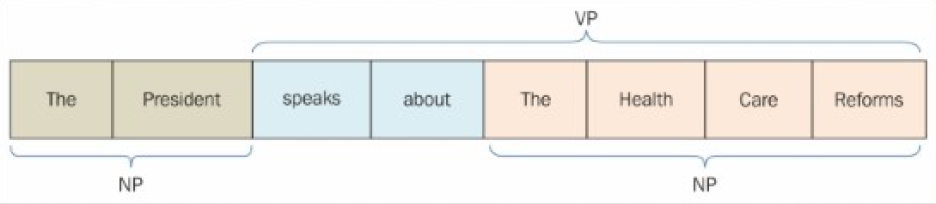 VP
The President speaks about The Health Care Reforms
NP NP